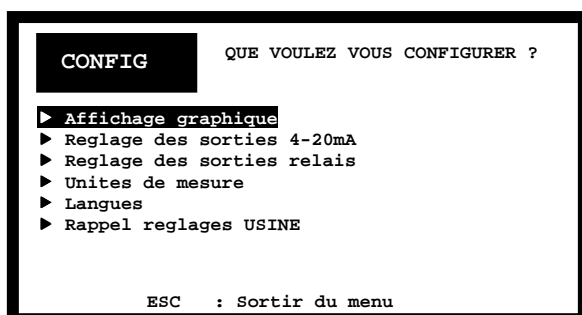 CONFIG
QUE VOULEZ VOUS CONFIGURER ?
Affichage graphique
Reglage des sorties 4-20mA
Reglage des sorties relais
Unites de mesure
Langues
Rappel reglages USINE
ESC : Sortir du menu